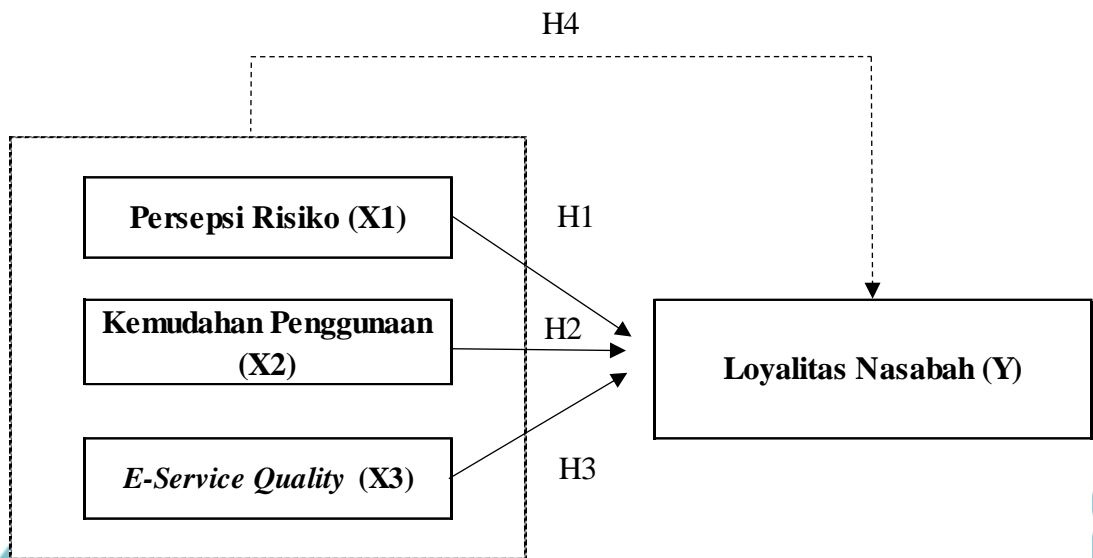 H4
Persepsi Risiko (X1)
H1
Kemudahan Penggunaan
(X2)
H2
Loyalitas Nasabah (Y)
E-Service Quality (X3)
H3